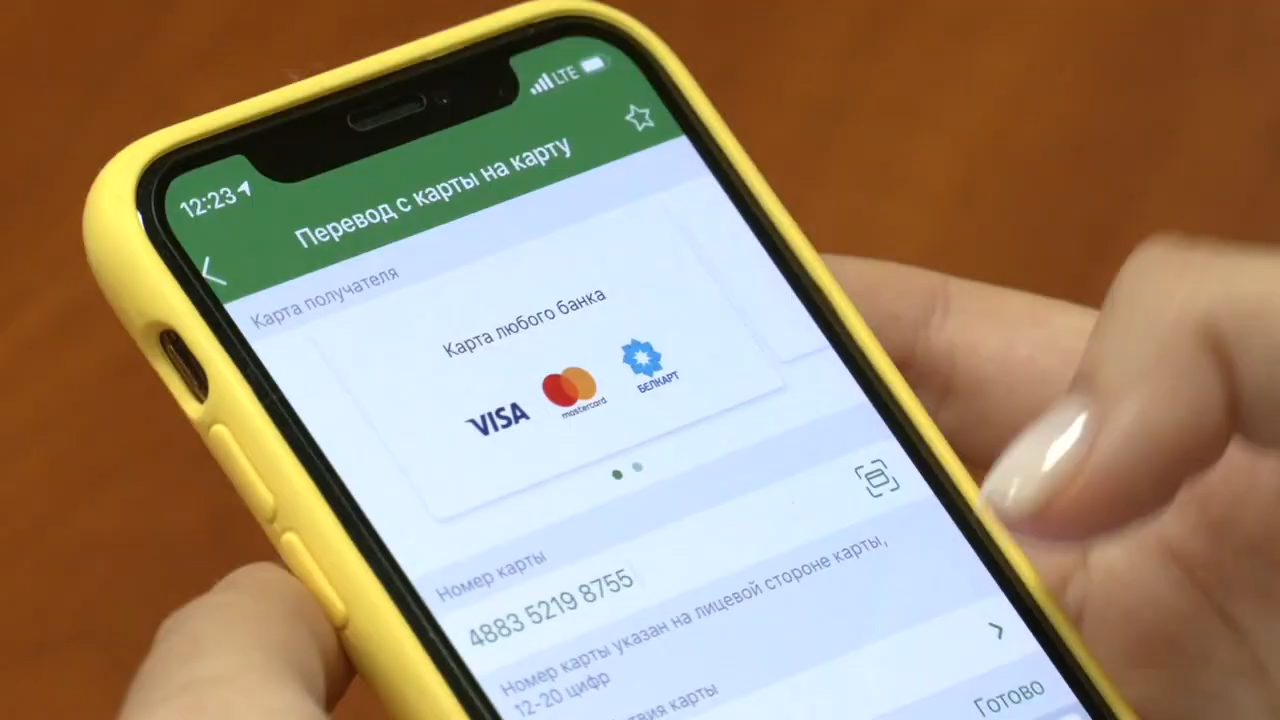 12:23
LTE
Перевод с карты на карту
Карта получателя
Карта любого банка
VISA
mastercard
БЕЛКАРТ
Номер карты
4883 5219 8755
Номер карты указан на лицевой стороне карты,
12-20 цифр
Готово